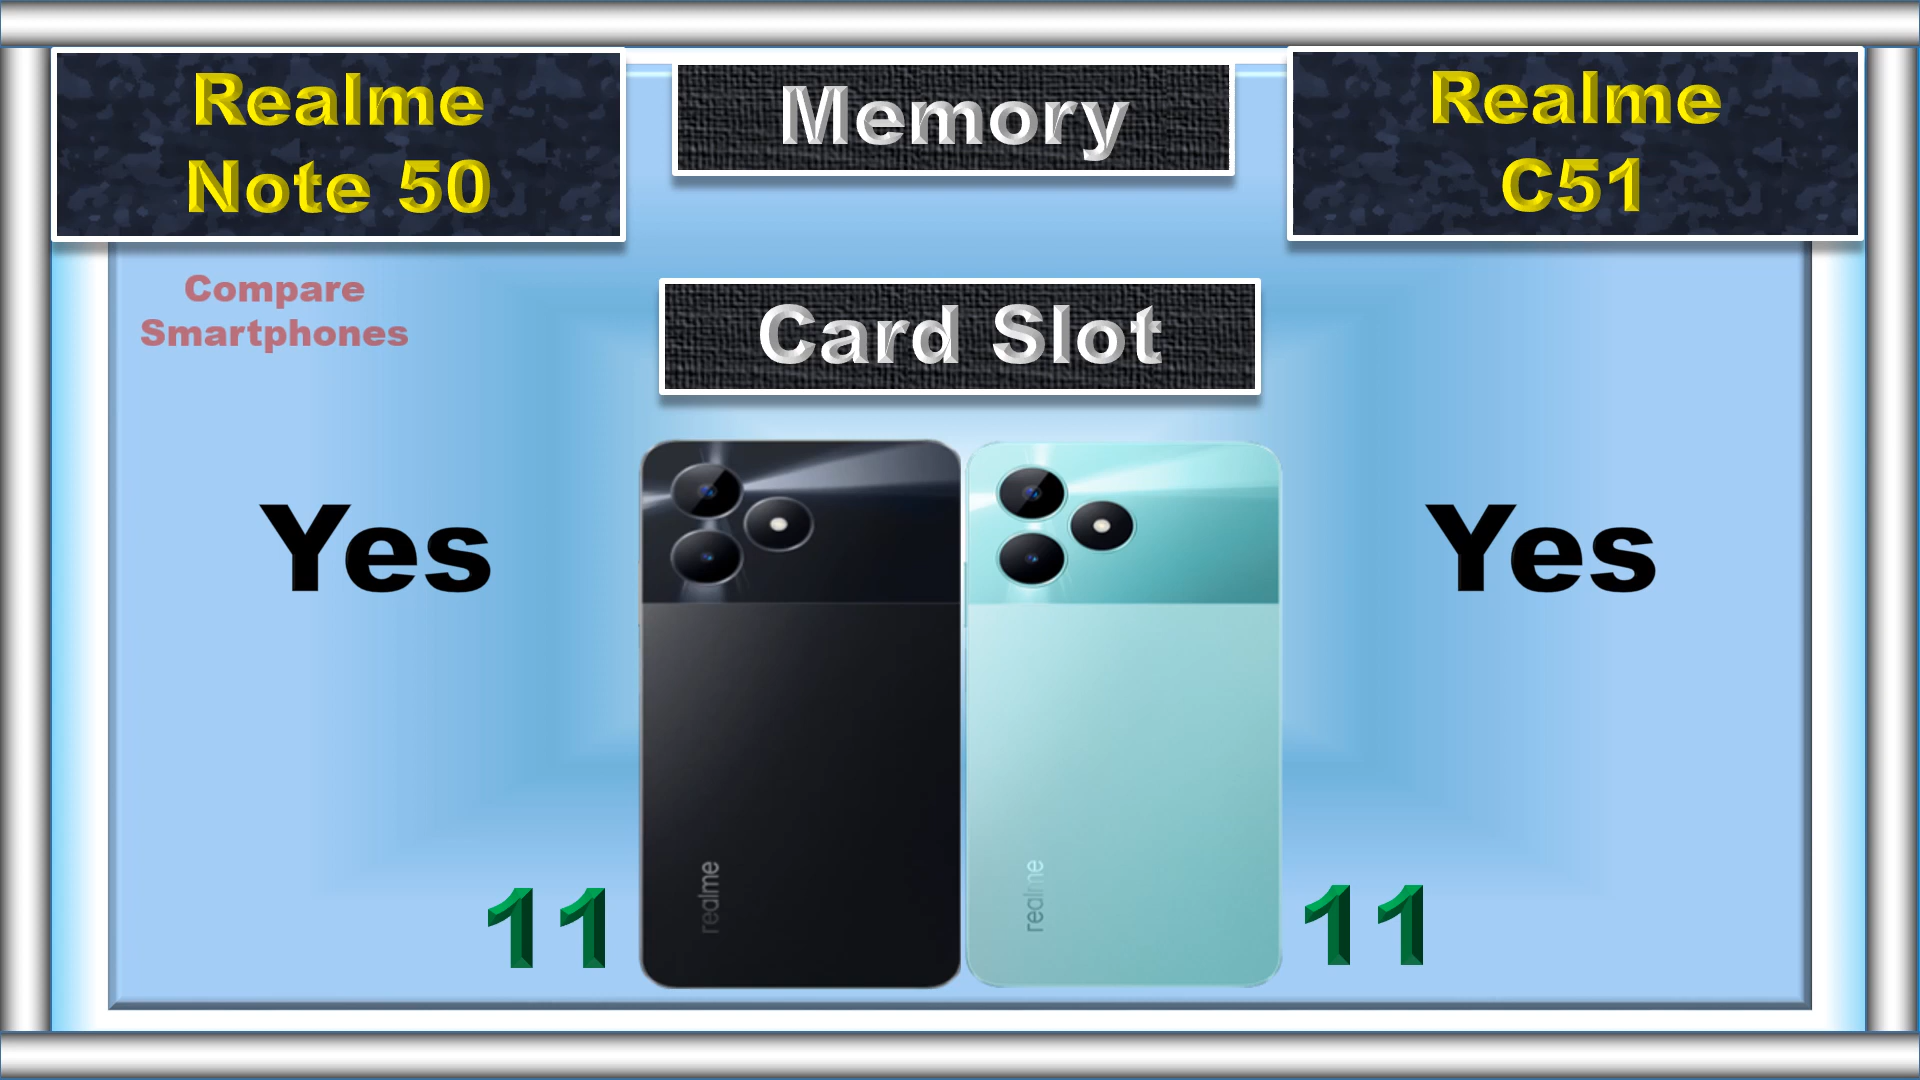 Realme
Note 50
Memory
Realme
C51
Compare
Smartphones
Card Slot
Yes
Yes
realme
realme
11
11